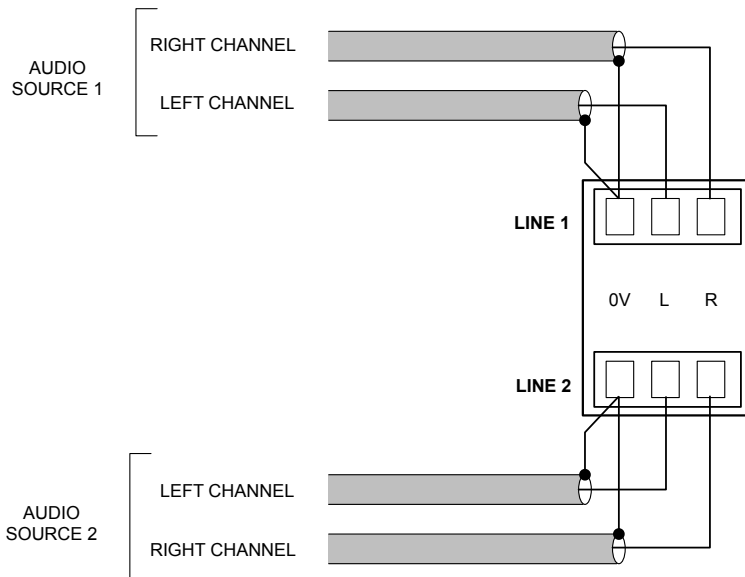 RIGHT CHANNEL
AUDIO
SOURCE 1
LEFT CHANNEL
LINE 1
0V L R
LINE 2
LEFT CHANNEL
AUDIO
SOURCE 2
RIGHT CHANNEL